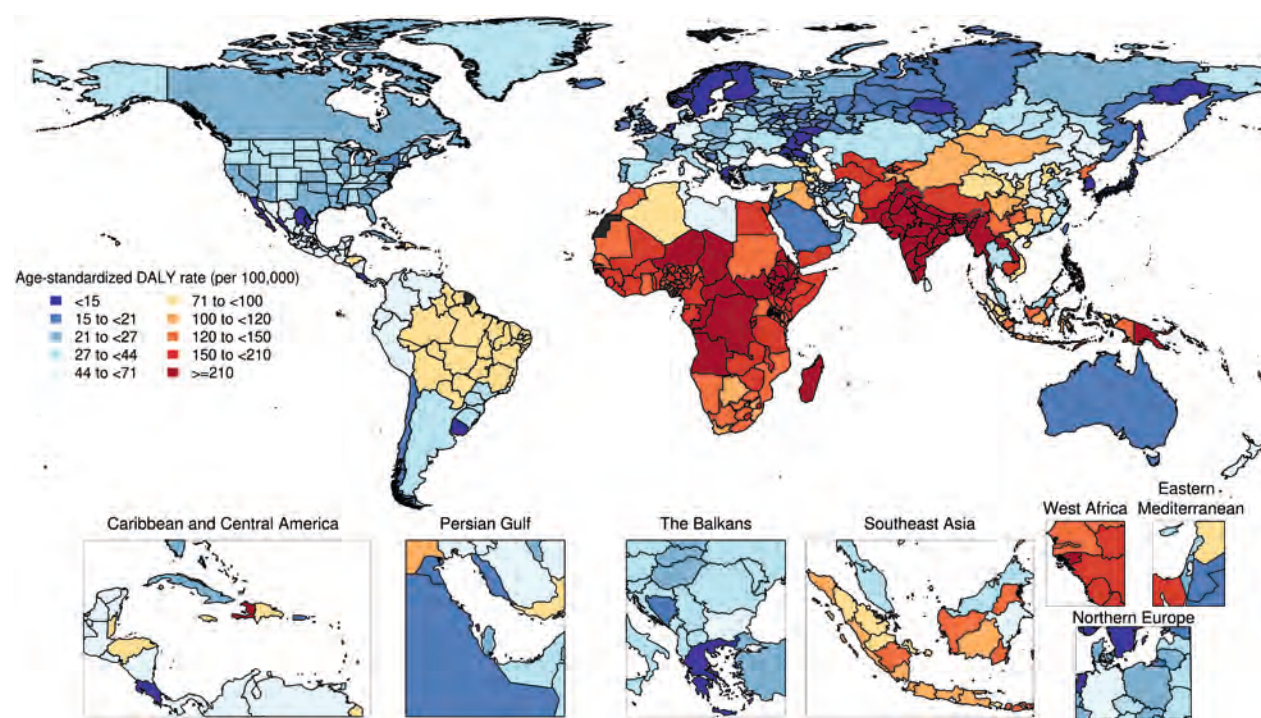 Age-standardized DALY rate (per 100,000)
<15
15 to <21
21 to <27
27 to <44
44 to <71
71 to <100
100 to <120
120 to <150
150 to <210
>=210
Caribbean and Central America
Persian Gulf
The Balkans
Southeast Asia
West Africa
Eastern
Mediterranean
Northern Europe